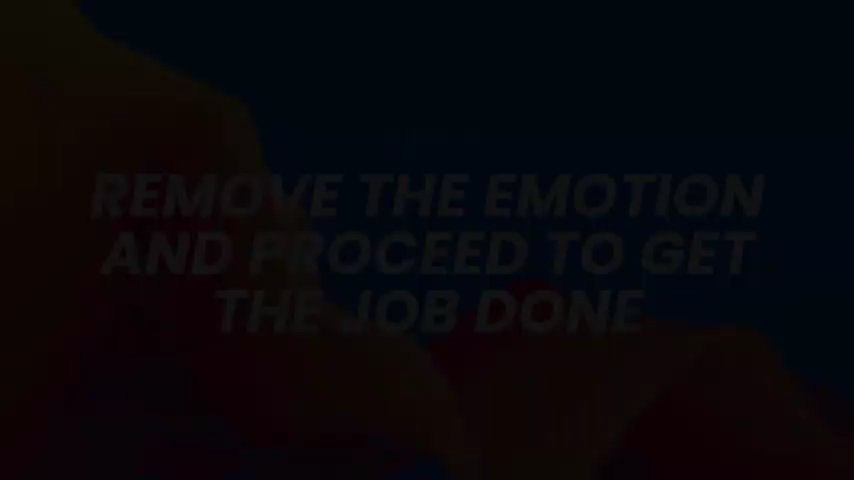 REMOVE THE EMOTION
AND PROCEED TO GET
THE JOB DONE